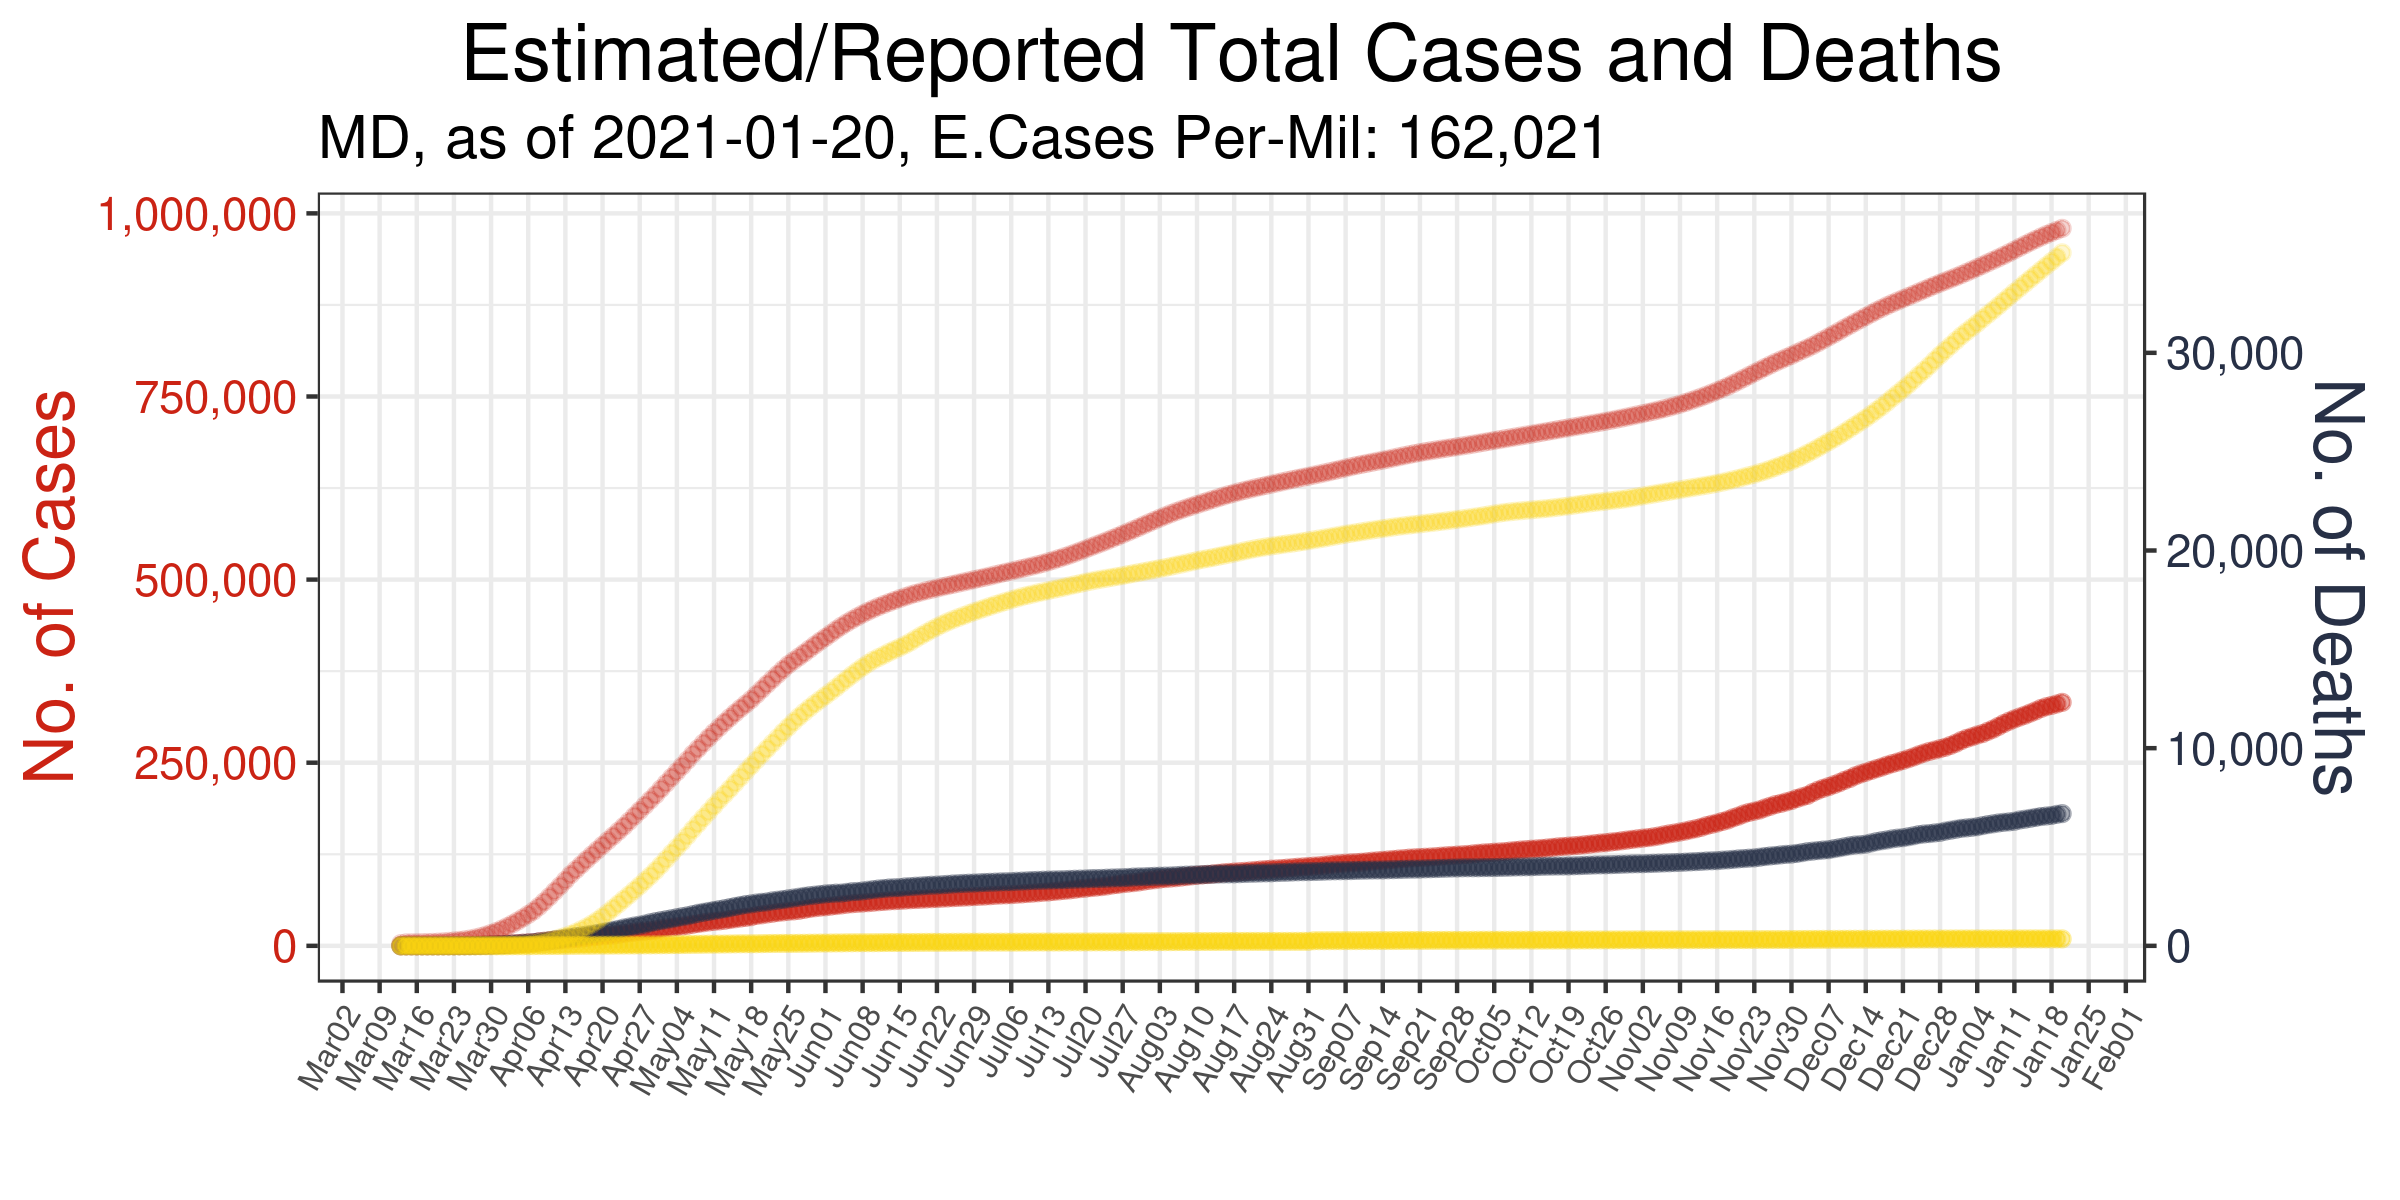 Estimated/Reported Total Cases and Deaths
MD, as of 2021-01-20, E.Cases Per-Mil: 162,021
No. of Cases
1,000,000
750,000
500,000
250,000
0
30,000
20,000
10,000
0
No. of Deaths
Mar02
Mar09
Mar16
Mar23
Mar30
Apr06
Apr13
Apr20
Apr27
May04
May11
May18
May25
Jun01
Jun08
Jun15
Jun22
Jun29
Jul06
Jul13
Jul20
Jul27
Aug03
Aug10
Aug17
Aug24
Aug31
Sep07
Sep14
Sep21
Sep28
Oct05
Oct12
Oct19
Oct26
Nov02
Nov09
Nov16
Nov23
Nov30
Dec07
Dec14
Dec21
Dec28
Jan04
Jan11
Jan18
Jan25
Feb01